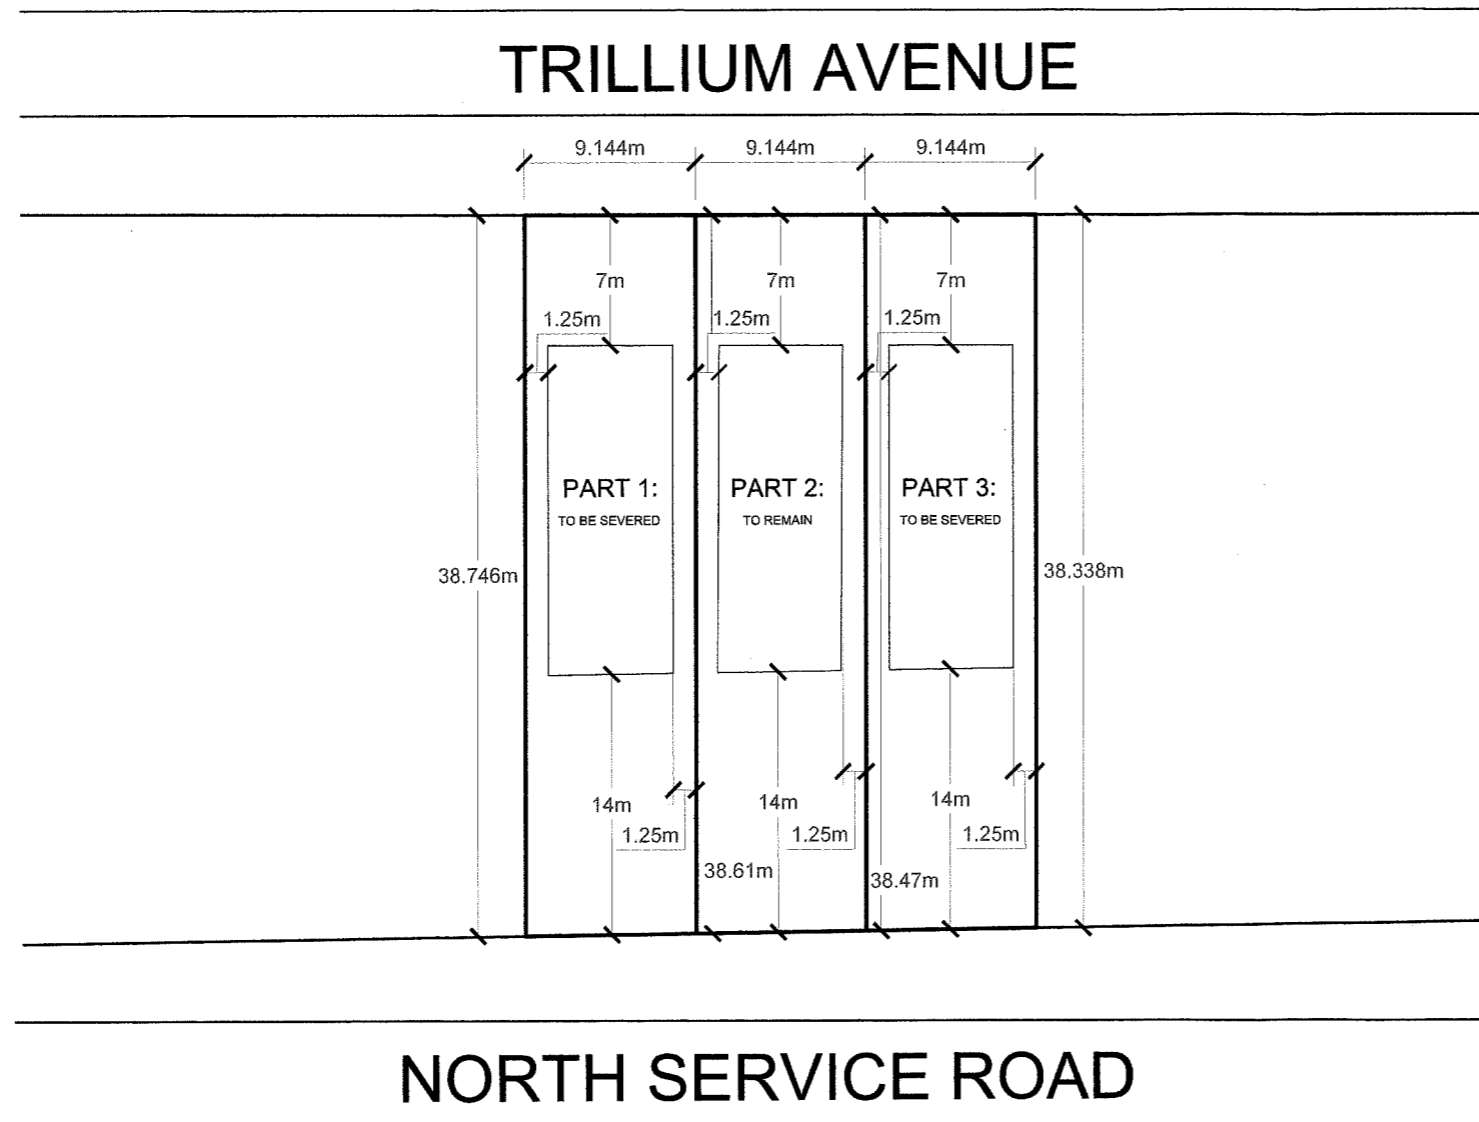 TRILLIUM AVENUE
9.144m 9.144m 9.144m
7m 7m 7m
1.25m 1.25m 1.25m
PART 1: PART 2: PART 3:
TO BE SEVERED TO REMAIN TO BE SEVERED
38.746m 38.338m
14m 14m 14m
1.25m 1.25m 1.25m
38.61m 38.47m
NORTH SERVICE ROAD